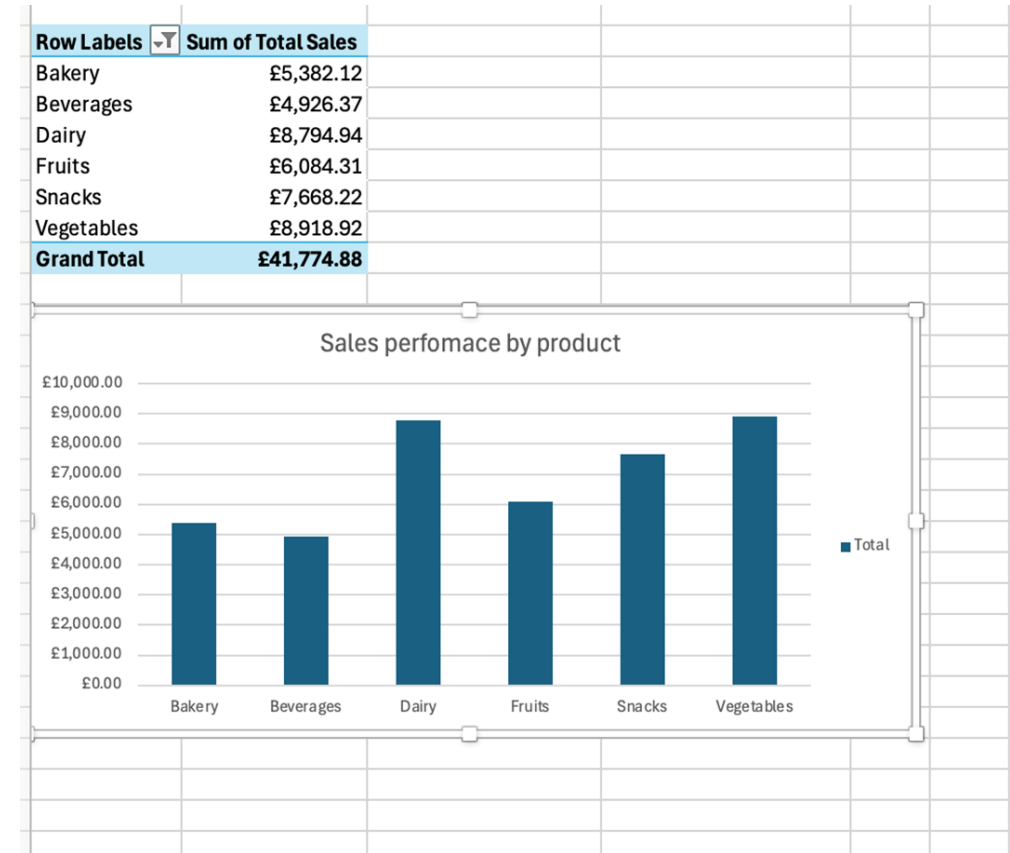 Row Labels Sum of Total Sales
Bakery £5,382.12
Beverages £4,926.37
Dairy £8,794.94
Fruits £6,084.31
Snacks £7,668.22
Vegetables £8,918.92
Grand Total £41,774.88
Sales perfomace by product
£10,000.00
£9,000.00
£8,000.00
£7,000.00
£6,000.00
£5,000.00
£4,000.00
£3,000.00
£2,000.00
£1,000.00
£0.00
Total
Bakery Beverages Dairy Fruits Snacks Vegetables